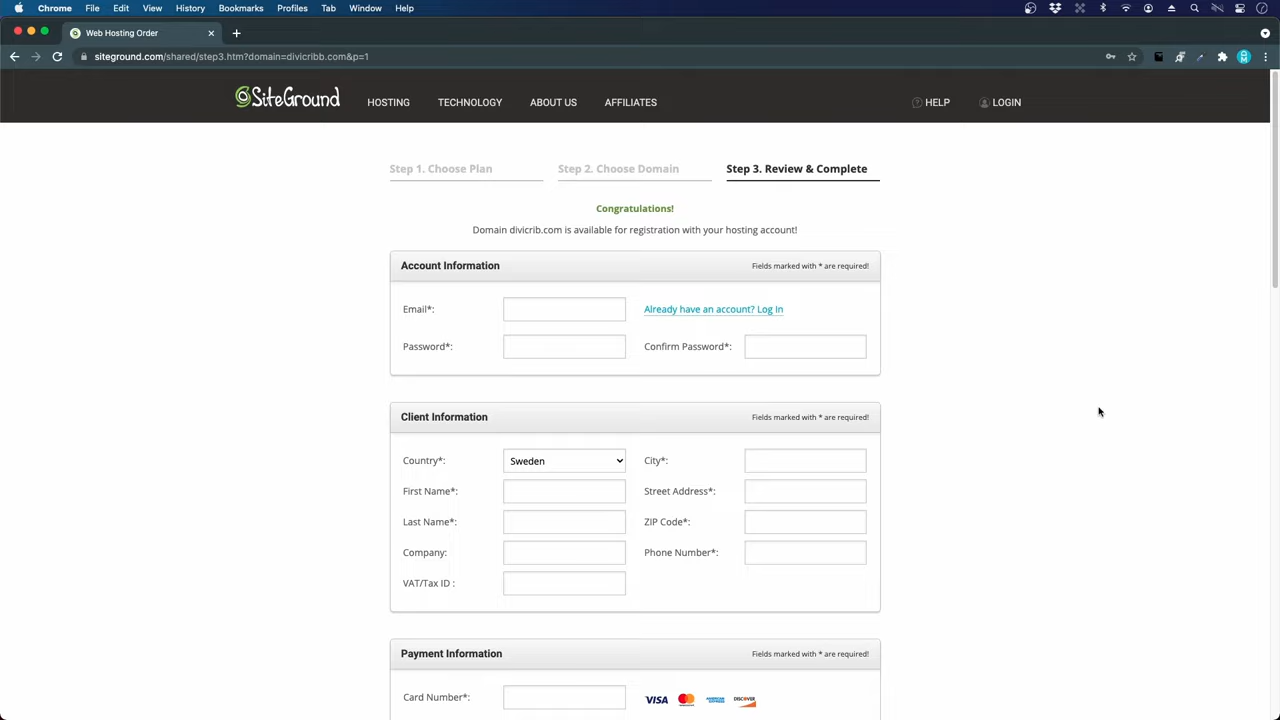 Chrome File Edit View History Bookmarks Profiles Tab Window Help
Web Hosting Order
siteground.com/shared/step3.htm?domain=divicribb.com&p=1
SiteGround HOSTING TECHNOLOGY ABOUT US AFFILIATES HELP LOGIN
Step 1. Choose Plan Step 2. Choose Domain Step 3. Review & Complete
Congratulations!
Domain divicrib.com is available for registration with your hosting account!
Account Information Fields marked with * are required!
Email*: Already have an account? Log In
Password*: Confirm Password*:
Client Information Fields marked with * are required!
Country*: Sweden City*:
First Name*: Street Address*:
Last Name*: ZIP Code*:
Company: Phone Number*:
VAT/Tax ID :
Payment Information Fields marked with * are required!
Card Number*: VISA DISCOVER